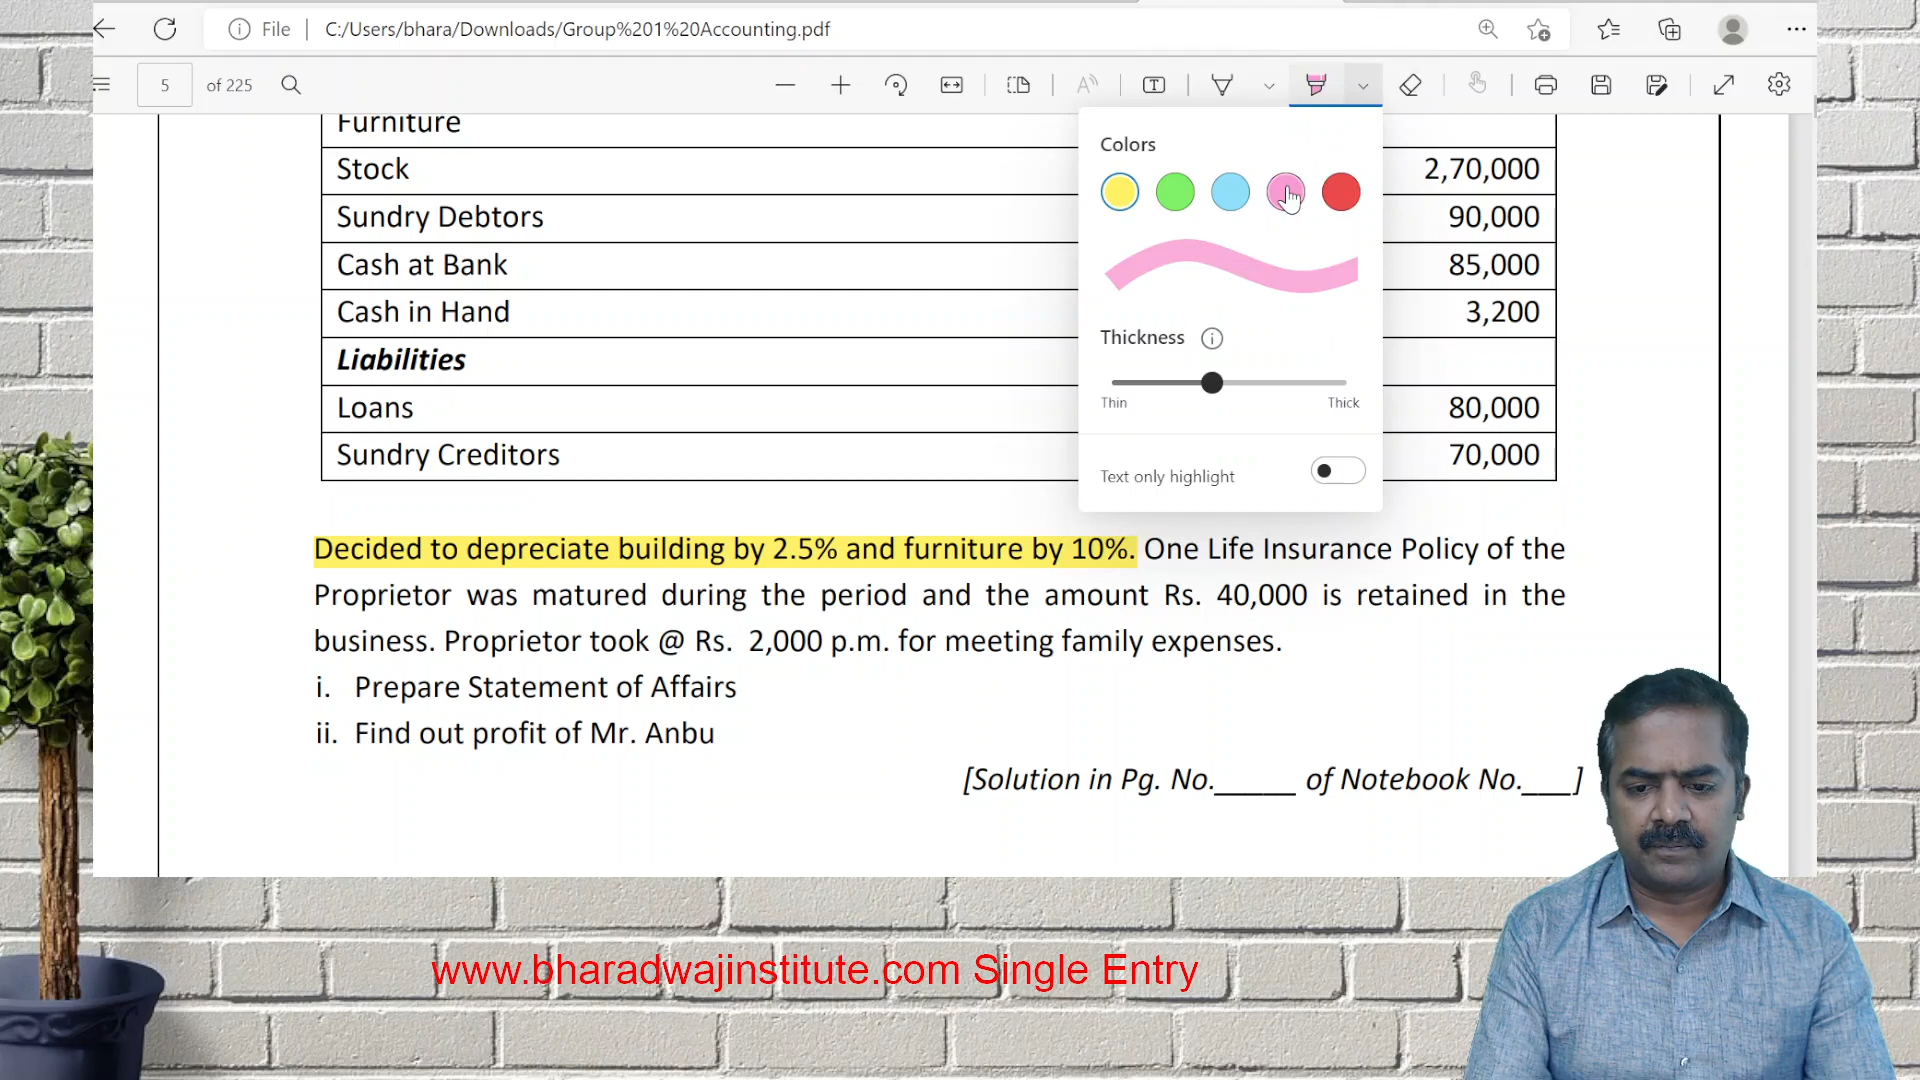 File C:/Users/bhara/Downloads/Group%201%20Accounting.pdf
5 of 225
Colors
Thickness
Thin Thick
Text only highlight
Furniture
Stock 2,70,000
Sundry Debtors 90,000
Cash at Bank 85,000
Cash in Hand 3,200
Liabilities
Loans 80,000
Sundry Creditors 70,000
Decided to depreciate building by 2.5% and furniture by 10%. One Life Insurance Policy of the
Proprietor was matured during the period and the amount Rs. 40,000 is retained in the
business. Proprietor took @ Rs. 2,000 p.m. for meeting family expenses.
i. Prepare Statement of Affairs
ii. Find out profit of Mr. Anbu
[Solution in Pg. No._____ of Notebook No.___]
www.bharadwajinstitute.com Single Entry